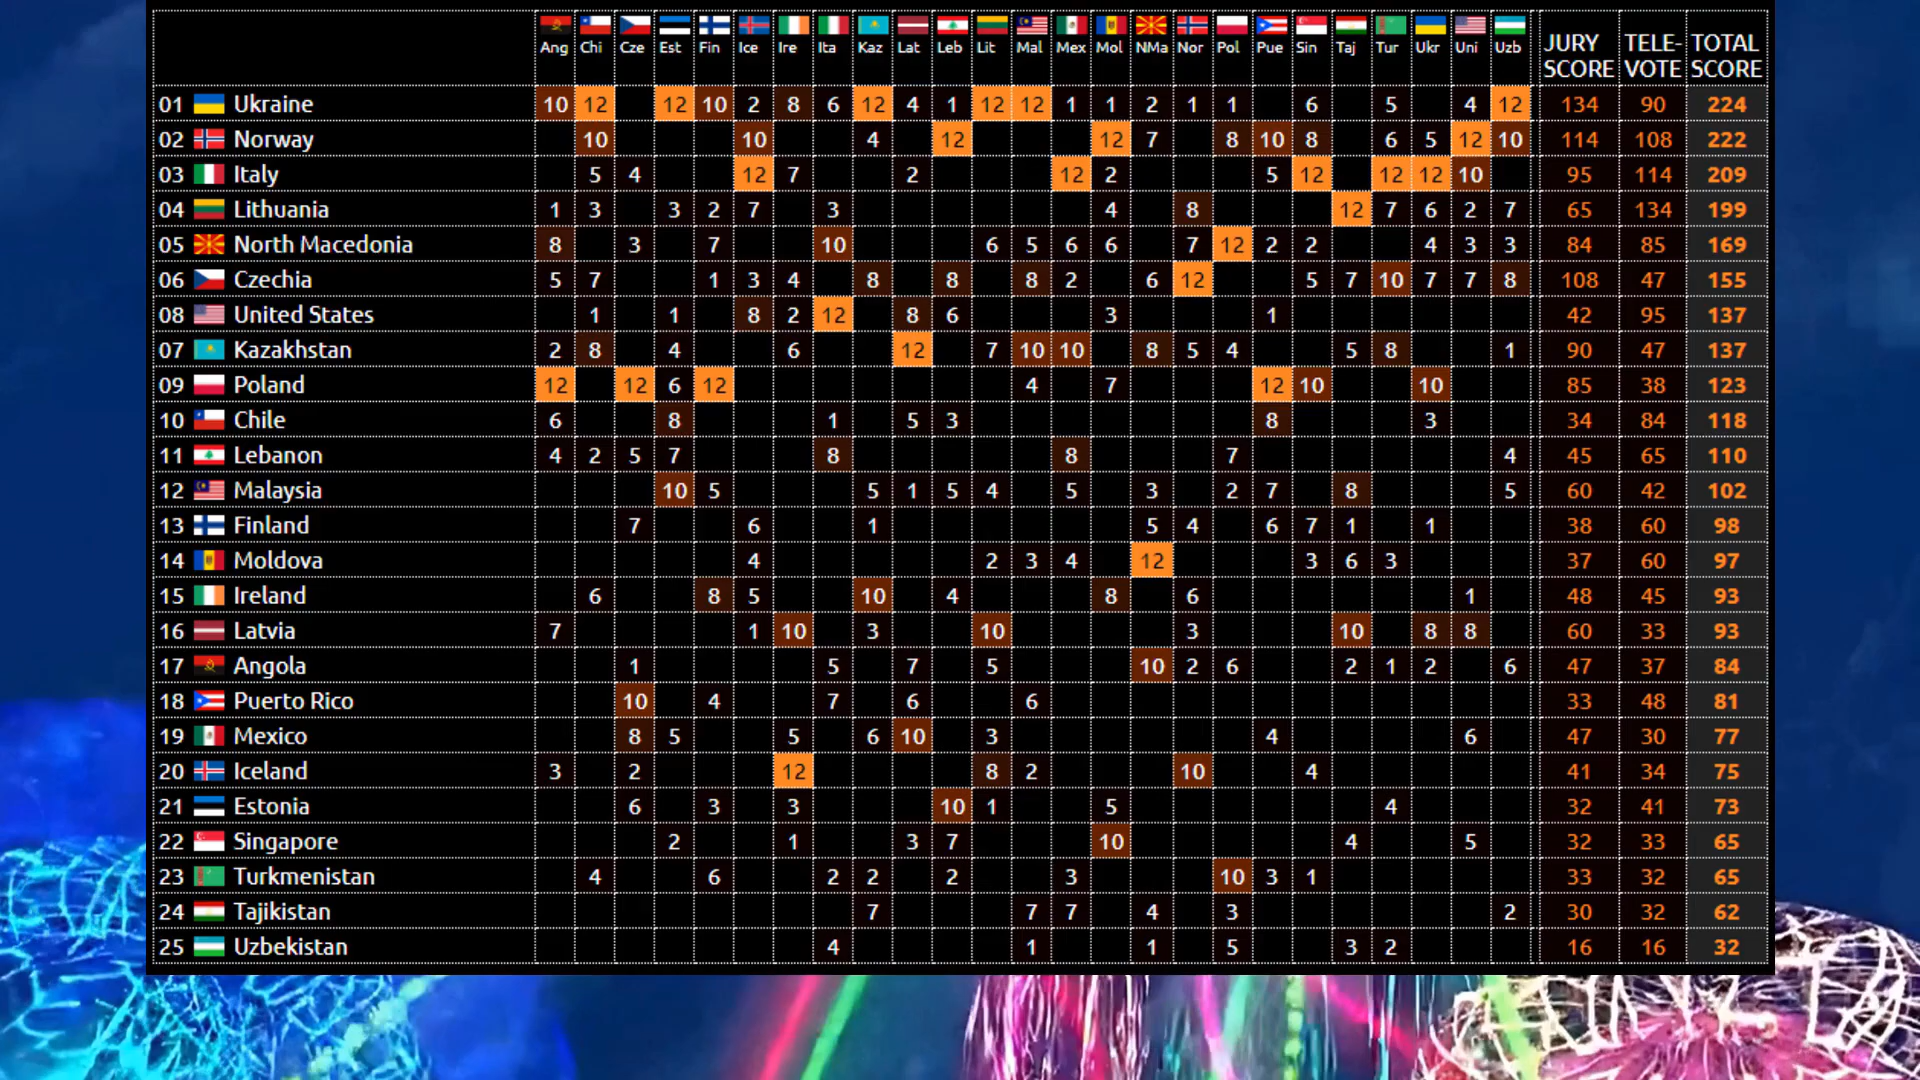 Ang Chi Cze Est Fin Ice Ire Ita Kaz Lat Leb Lit Mal Mex Mol NMa Nor Pol Pue Sin Taj Tur Ukr Uni Uzb JURY SCORE TELE-VOTE TOTAL SCORE
01 Ukraine 10 12 12 10 2 8 6 12 4 1 12 12 1 1 2 1 1 6 5 4 12 134 90 224
02 Norway 10 10 4 12 12 7 8 10 8 6 5 12 10 114 108 222
03 Italy 5 4 12 7 2 12 2 5 12 12 12 10 95 114 209
04 Lithuania 1 3 3 2 7 3 4 8 12 7 6 2 7 65 134 199
05 North Macedonia 8 3 7 10 6 5 6 6 7 12 2 2 4 3 3 84 85 169
06 Czechia 5 7 1 3 4 8 8 8 2 6 12 5 7 10 7 7 8 108 47 155
08 United States 1 1 8 2 12 8 6 3 1 42 95 137
07 Kazakhstan 2 8 4 6 12 7 10 10 8 5 4 5 8 1 90 47 137
09 Poland 12 12 6 12 4 7 12 10 10 85 38 123
10 Chile 6 8 1 5 3 8 3 34 84 118
11 Lebanon 4 2 5 7 8 8 7 4 45 65 110
12 Malaysia 10 5 5 1 5 4 5 3 2 7 8 5 60 42 102
13 Finland 7 6 1 5 4 6 7 1 1 38 60 98
14 Moldova 4 2 3 4 12 3 6 3 37 60 97
15 Ireland 6 8 5 10 4 8 6 1 48 45 93
16 Latvia 7 1 10 3 10 3 10 8 8 60 33 93
17 Angola 1 5 7 5 10 2 6 2 1 2 6 47 37 84
18 Puerto Rico 10 4 7 6 6 33 48 81
19 Mexico 8 5 5 6 10 3 4 6 47 30 77
20 Iceland 3 2 12 8 2 10 4 41 34 75
21 Estonia 6 3 3 10 1 5 4 32 41 73
22 Singapore 2 1 3 7 10 4 5 32 33 65
23 Turkmenistan 4 6 2 2 2 3 10 3 1 33 32 65
24 Tajikistan 7 7 7 4 3 2 30 32 62
25 Uzbekistan 4 1 1 5 3 2 16 16 32